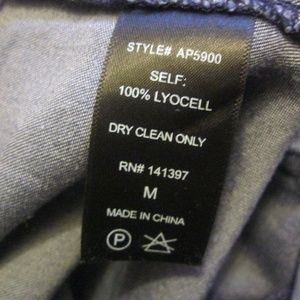 STYLE# AP5900
SELF:
100% LYOCELL
DRY CLEAN ONLY
RN# 141397
M
MADE IN CHINA
P